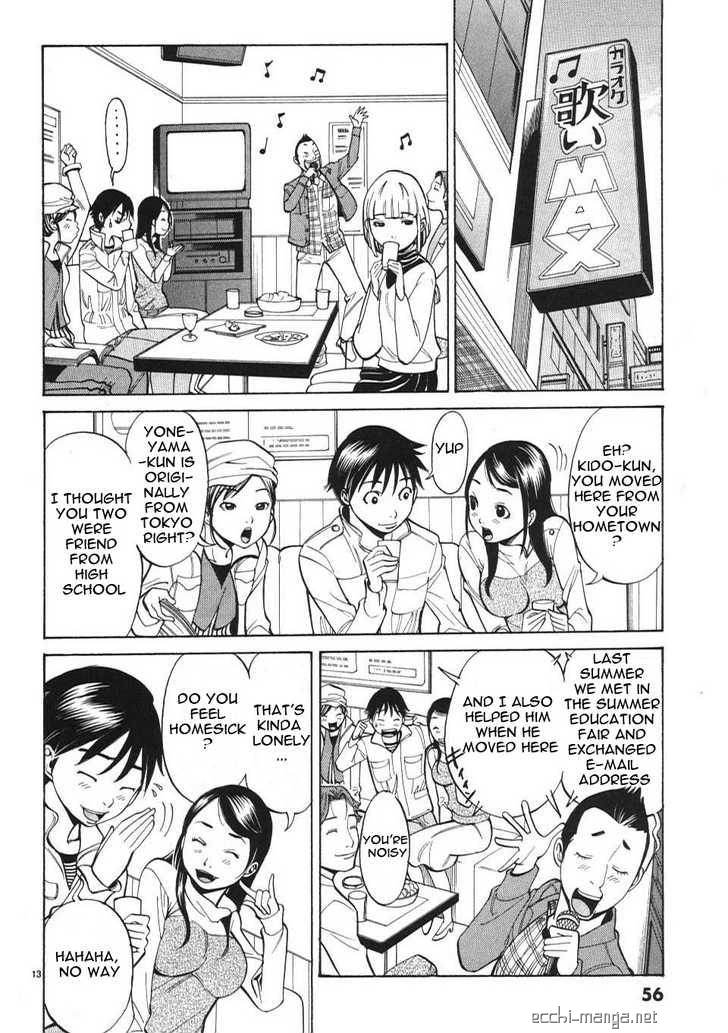 カラオケ
歌い
MAX
.....
EH?
KIDO-KUN,
YOU MOVED
HERE FROM
YOUR
HOMETOWN
?
YUP
YONE-
YAMA
-KUN IS
ORIGI-
NALLY
FROM
TOKYO
RIGHT?
I THOUGHT
YOU TWO
WERE
FRIEND
FROM
HIGH
SCHOOL
LAST
SUMMER
WE MET IN
THE SUMMER
EDUCATION
FAIR AND
EXCHANGED
E-MAIL
ADDRESS
AND I ALSO
HELPED HIM
WHEN HE
MOVED HERE
YOU'RE
NOISY
THAT'S
KINDA
LONELY
...
DO YOU
FEEL
HOMESICK
?
HAHAHA,
NO WAY
13
56
ecchi-manga.net